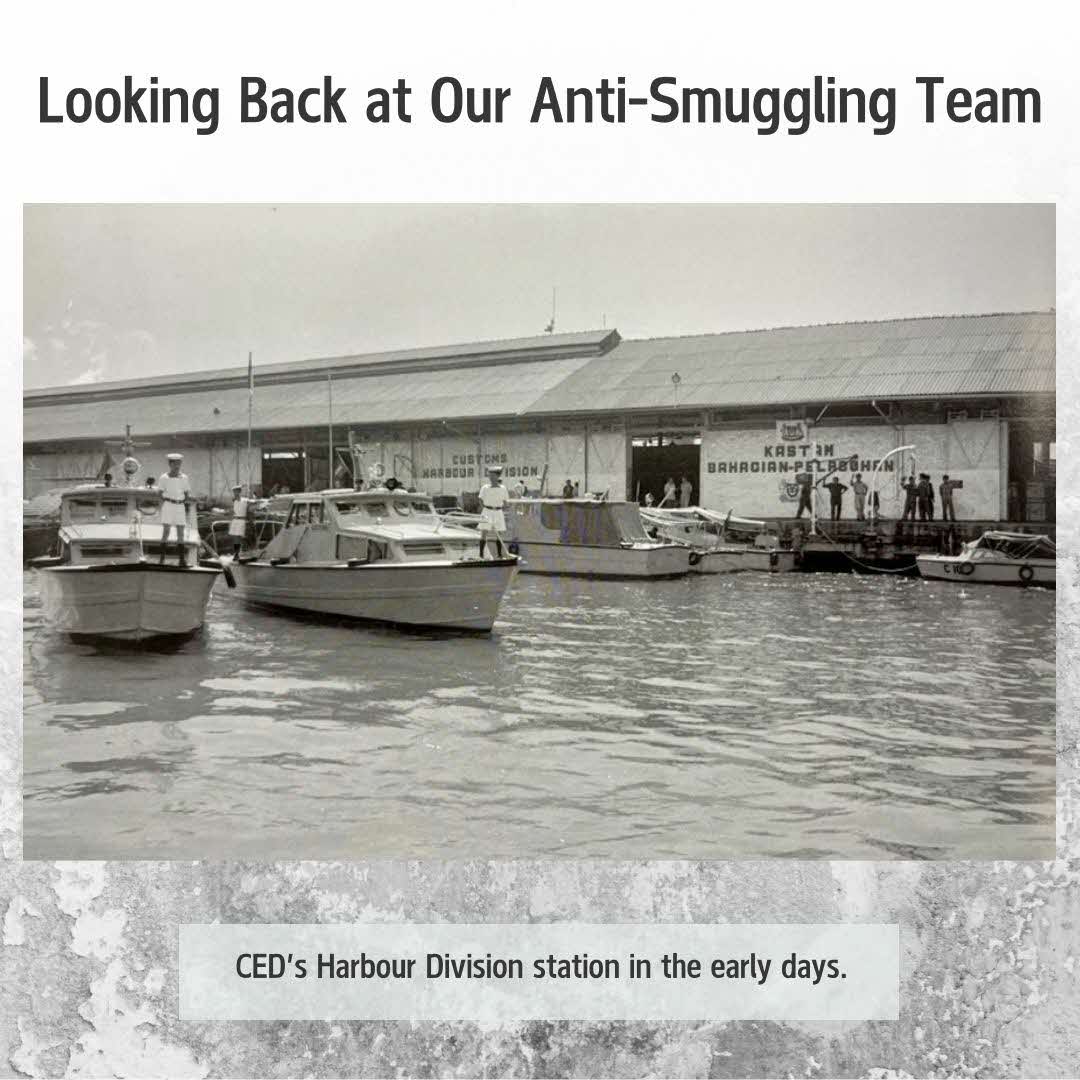 Looking Back at Our Anti-Smuggling Team
CUSTOMS
HARBOUR DIVISION
KASTAM
BAHAGIAN-PELABUHAN
C 10
CED's Harbour Division station in the early days.